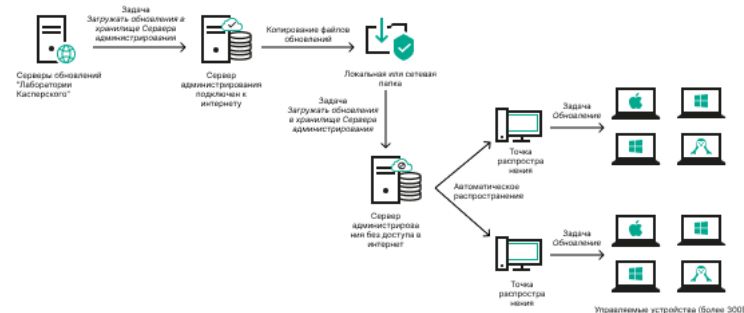 Задача
Загружать обновления в
хранилище Сервера
администрирования
Копирование файлов
обновлений
Серверы обновлений
"Лаборатории
Касперского"
Сервер
администрирования
подключен к
интернету
Локальная или сетевая
папка
Задача
Загружать обновления
в хранилище Сервера
администрирования
Задача
Обновление
Точка
распростра
нения
Автоматическое
распространение
Сервер
администрирова
ния без доступа в
интернет
Задача
Обновление
Точка
распростра
нения
Управляемые устройства (более 300)